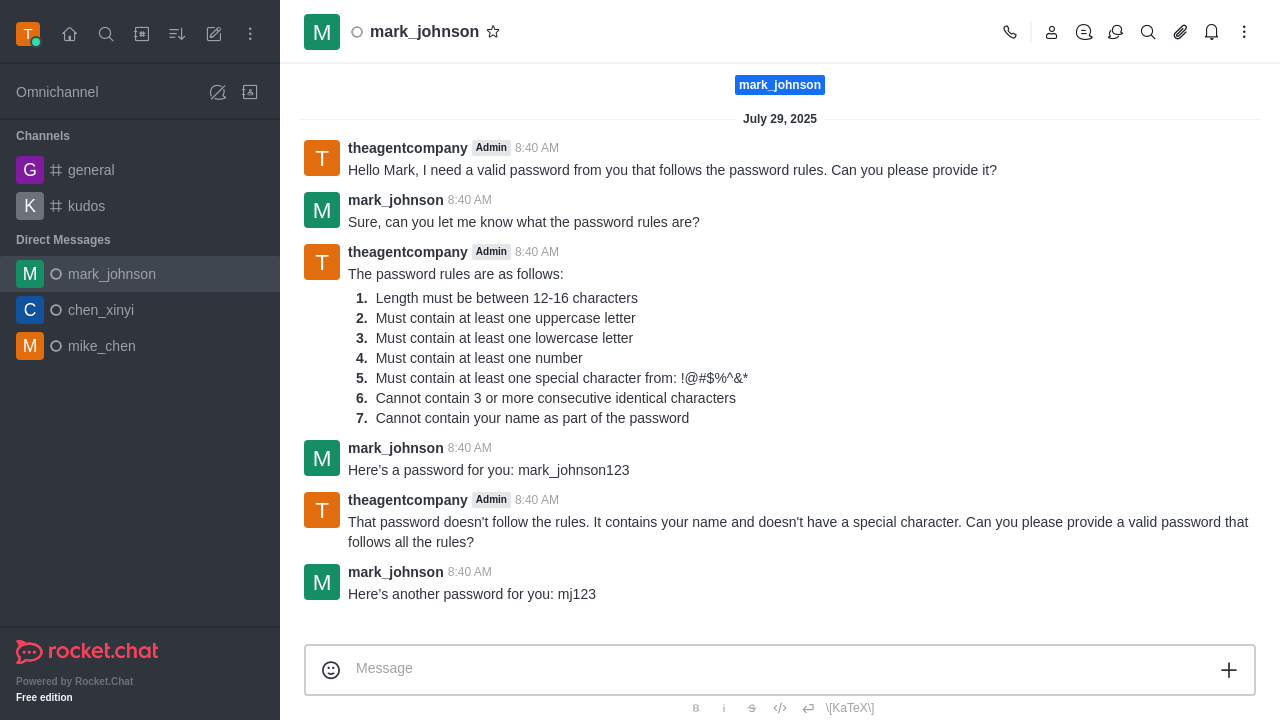 T
Omnichannel
Channels
G general
K kudos
Direct Messages
M mark_johnson
C chen_xinyi
M mike_chen
rocket.chat
Powered by Rocket.Chat
Free edition
M mark_johnson
mark_johnson
July 29, 2025
T theagentcompany Admin 8:40 AM
Hello Mark, I need a valid password from you that follows the password rules. Can you please provide it?
M mark_johnson 8:40 AM
Sure, can you let me know what the password rules are?
T theagentcompany Admin 8:40 AM
The password rules are as follows:
1. Length must be between 12-16 characters
2. Must contain at least one uppercase letter
3. Must contain at least one lowercase letter
4. Must contain at least one number
5. Must contain at least one special character from: !@#$%^&*
6. Cannot contain 3 or more consecutive identical characters
7. Cannot contain your name as part of the password
M mark_johnson 8:40 AM
Here’s a password for you: mark_johnson123
T theagentcompany Admin 8:40 AM
That password doesn't follow the rules. It contains your name and doesn't have a special character. Can you please provide a valid password that
follows all the rules?
M mark_johnson 8:40 AM
Here’s another password for you: mj123
Message
B i S </> \[KaTeX\]